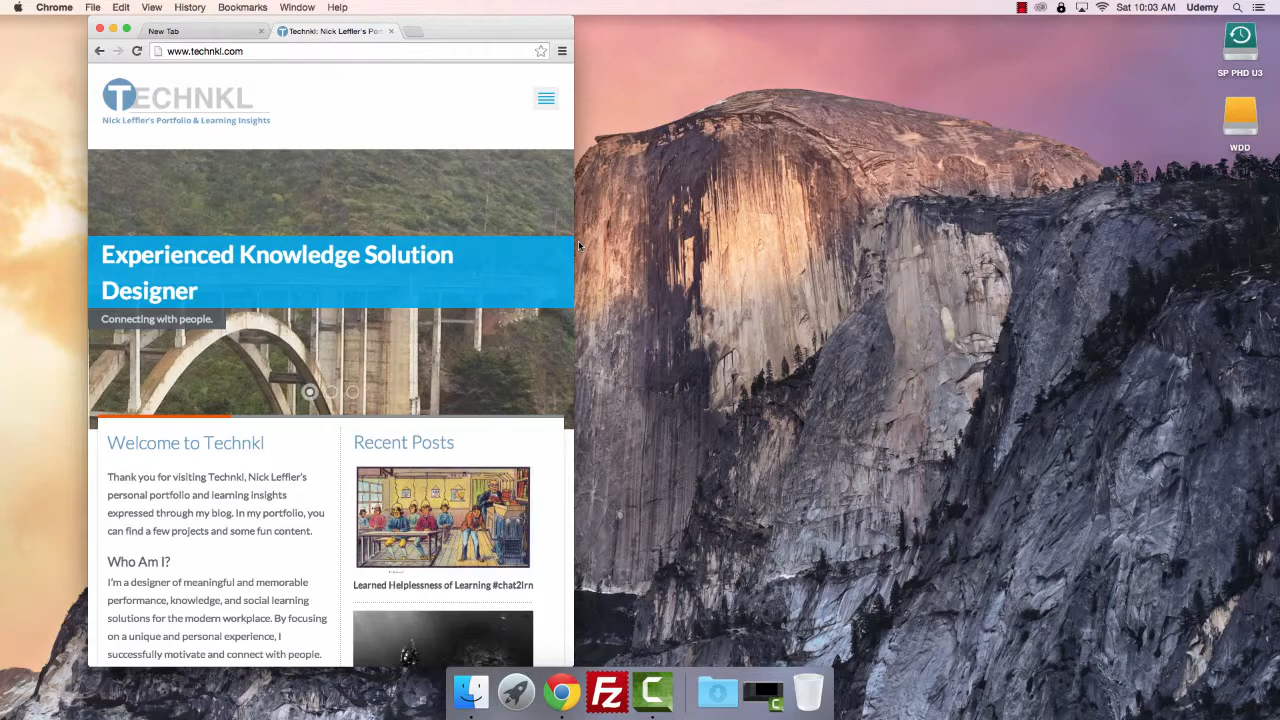 Chrome File Edit View History Bookmarks Window Help Sat 10:03 AM Udemy
New Tab Technkl: Nick Leffler's Por
www.technkl.com
TECHNKL
Nick Leffler's Portfolio & Learning Insights
Experienced Knowledge Solution
Designer
Connecting with people.
Welcome to Technkl
Thank you for visiting Technkl, Nick Leffler's
personal portfolio and learning insights
expressed through my blog. In my portfolio, you
can find a few projects and some fun content.
Who Am I?
I'm a designer of meaningful and memorable
performance, knowledge, and social learning
solutions for the modern workplace. By focusing
on a unique and personal experience, I
successfully motivate and connect with people.
Recent Posts
Learned Helplessness of Learning #chat2lrn
SP PHD U3
WDD
Fz
C